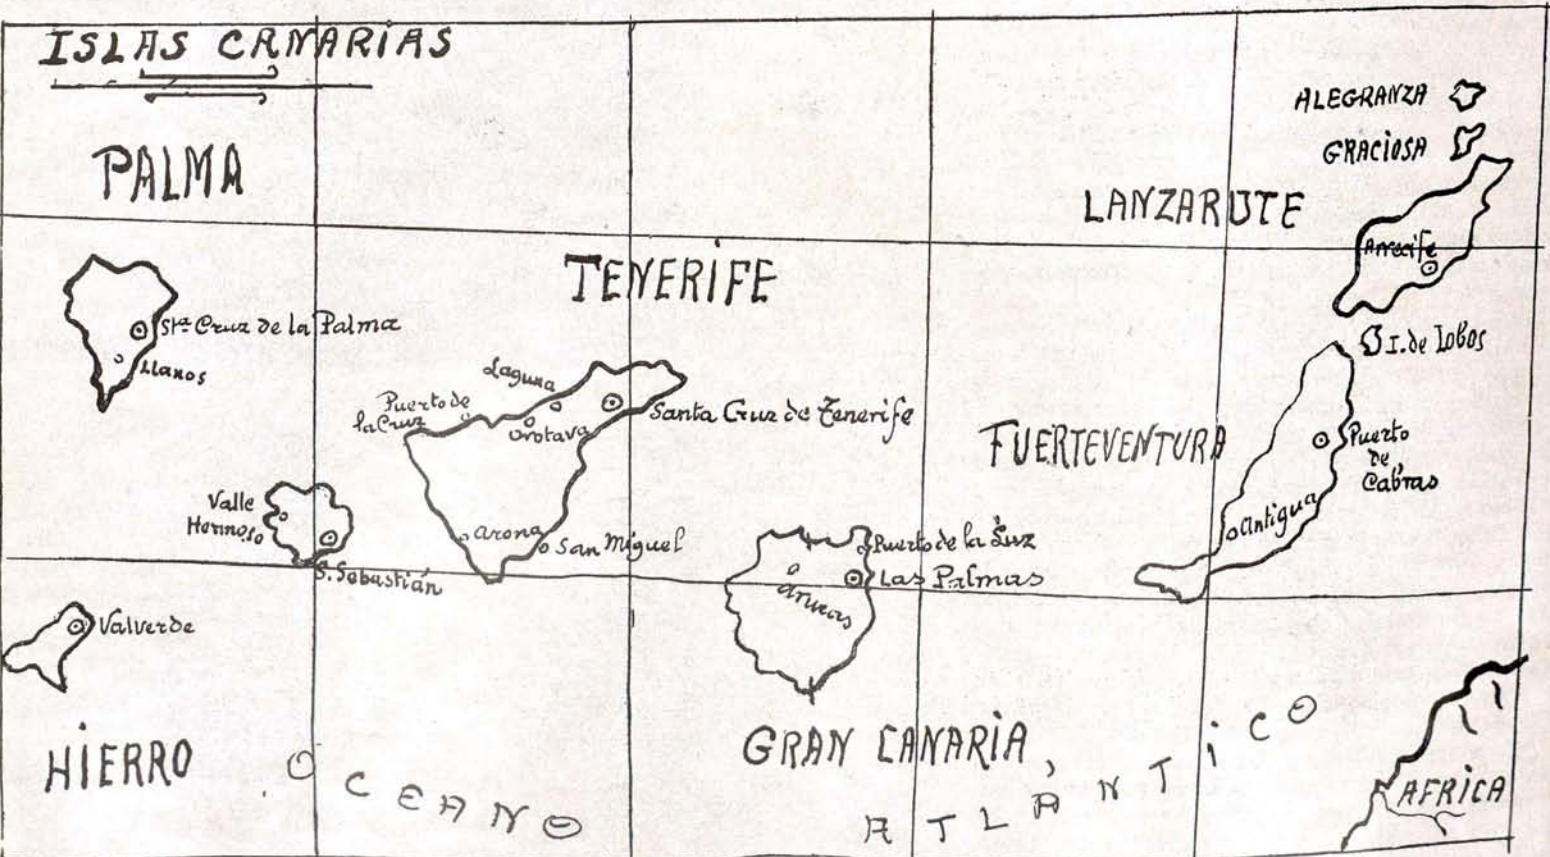 ISLAS CANARIAS
PALMA
ALEGRANZA
GRACIOSA
LANZARUTE
Arrecife
TENERIFE
Sta Cruz de la Palma
Llanos
I. de Lobos
Laguna
Puerto de
la Cruz
Orotava
Santa Cruz de Tenerife
FUERTEVENTURA
Puerto
de
Cabras
Antigua
Valle
Hermoso
S. Sebastián
Arona
San Miguel
Puerto de la Luz
Las Palmas
Arucas
Valverde
HIERRO
GRAN CANARIA
OCEANO ATLANTiCO
AFRICA